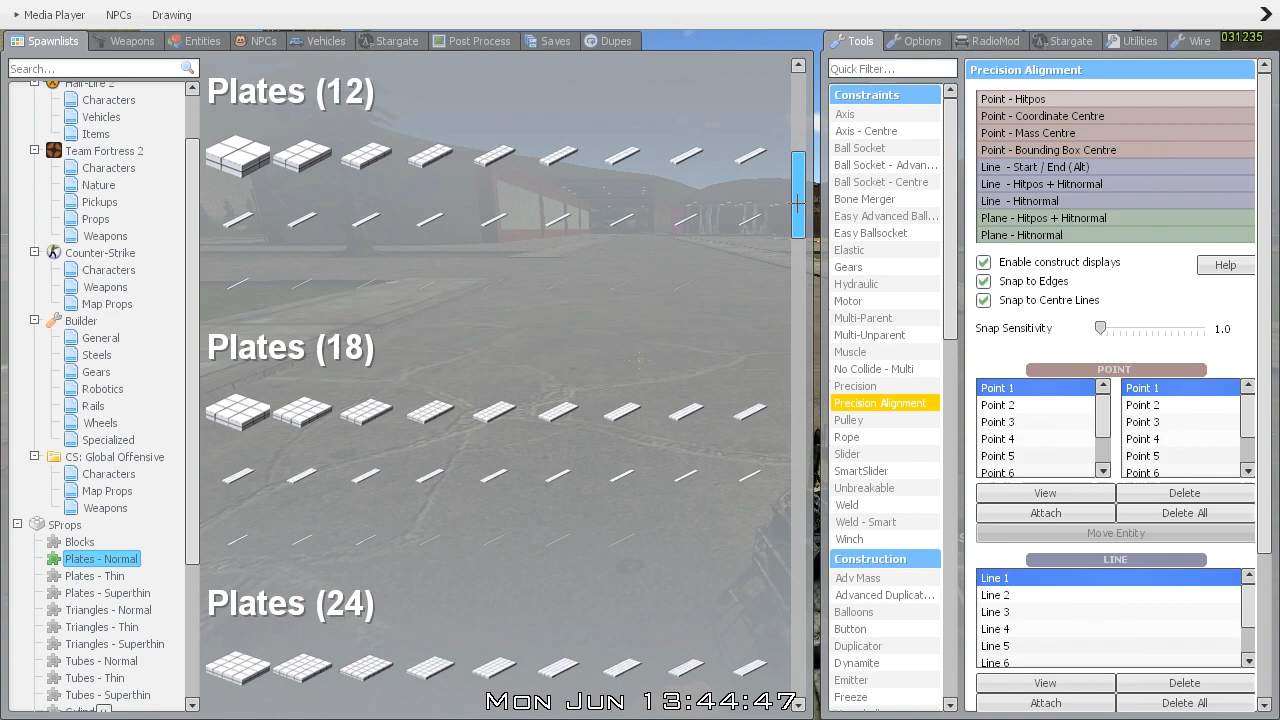 Media Player NPCs Drawing
Spawnlists Weapons Entities NPCs Vehicles Stargate Post Process Saves Dupes
Search...
Half-Life 2
Characters
Vehicles
Items
Team Fortress 2
Characters
Nature
Pickups
Props
Weapons
Counter-Strike
Characters
Weapons
Map Props
Builder
General
Steels
Gears
Robotics
Rails
Wheels
Specialized
CS: Global Offensive
Characters
Map Props
Weapons
SProps
Blocks
Plates - Normal
Plates - Thin
Plates - Superthin
Triangles - Normal
Triangles - Thin
Triangles - Superthin
Tubes - Normal
Tubes - Thin
Tubes - Superthin
Plates (12)
Plates (18)
Plates (24)
Mon Jun 13:44:47
Tools Options RadioMod Stargate Utilities Wire
031235
Quick Filter...
Constraints
Axis
Axis - Centre
Ball Socket
Ball Socket - Advan...
Ball Socket - Centre
Bone Merger
Easy Advanced Ball...
Easy Ballsocket
Elastic
Gears
Hydraulic
Motor
Multi-Parent
Multi-Unparent
Muscle
No Collide - Multi
Precision
Precision Alignment
Pulley
Rope
Slider
SmartSlider
Unbreakable
Weld
Weld - Smart
Winch
Construction
Adv Mass
Advanced Duplicat...
Balloons
Button
Duplicator
Dynamite
Emitter
Freeze
Precision Alignment
Point - Hitpos
Point - Coordinate Centre
Point - Mass Centre
Point - Bounding Box Centre
Line - Start / End (Alt)
Line - Hitpos + Hitnormal
Line - Hitnormal
Plane - Hitpos + Hitnormal
Plane - Hitnormal
Enable construct displays
Help
Snap to Edges
Snap to Centre Lines
Snap Sensitivity 1.0
POINT
Point 1 Point 1
Point 2 Point 2
Point 3 Point 3
Point 4 Point 4
Point 5 Point 5
Point 6 Point 6
View Delete
Attach Delete All
Move Entity
LINE
Line 1
Line 2
Line 3
Line 4
Line 5
Line 6
View Delete
Attach Delete All